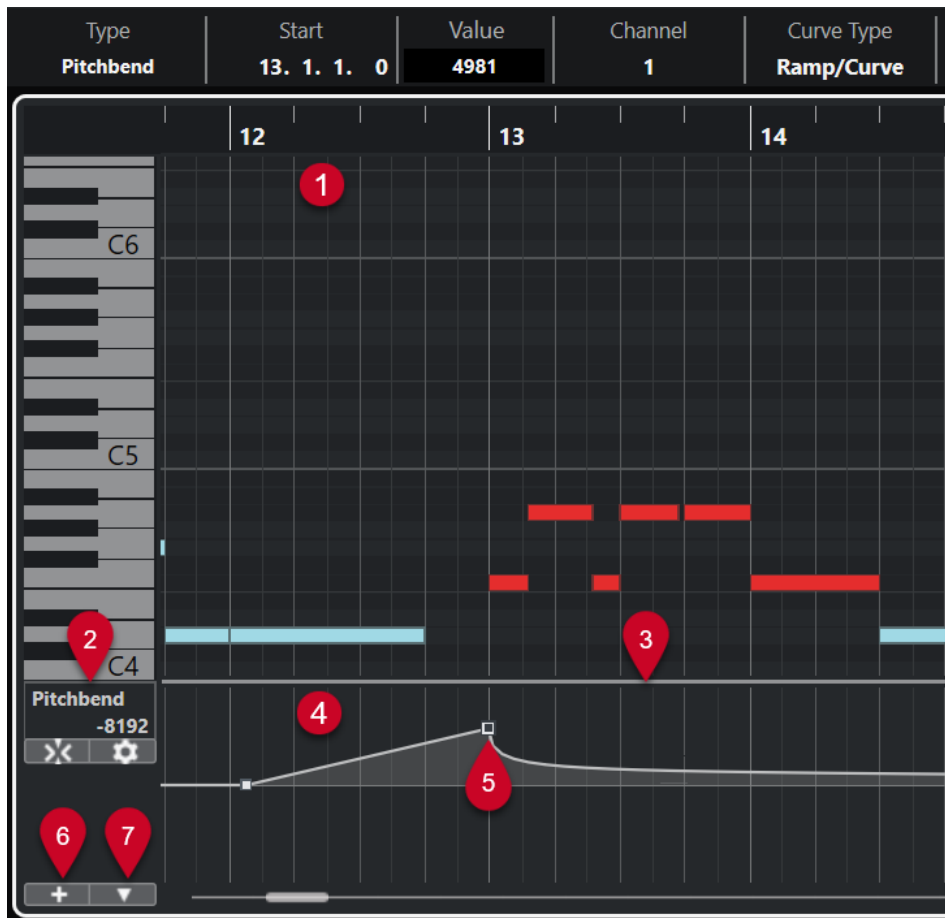 Type Start Value Channel Curve Type
Pitchbend 13. 1. 1. 0 4981 1 Ramp/Curve
12 13 14
1
C6
C5
2 3
C4
Pitchbend
-8192
4
5
6 7